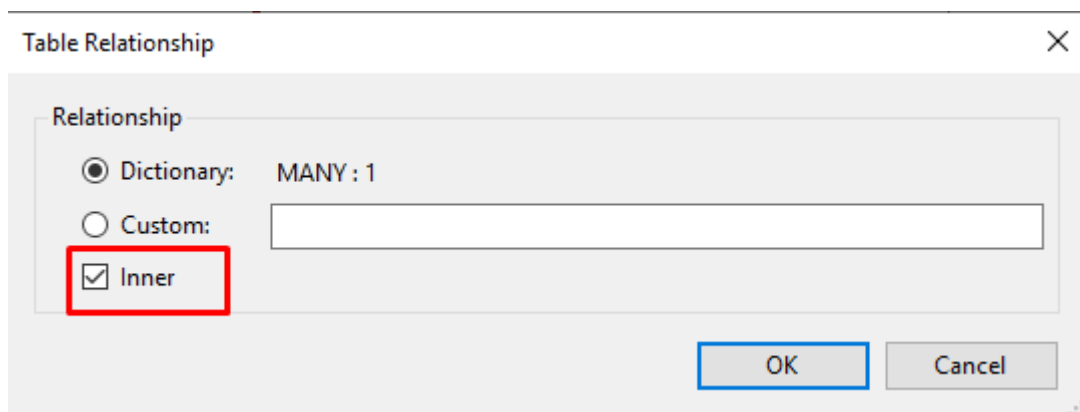 Table Relationship
Relationship
Dictionary: MANY : 1
Custom:
Inner
OK Cancel